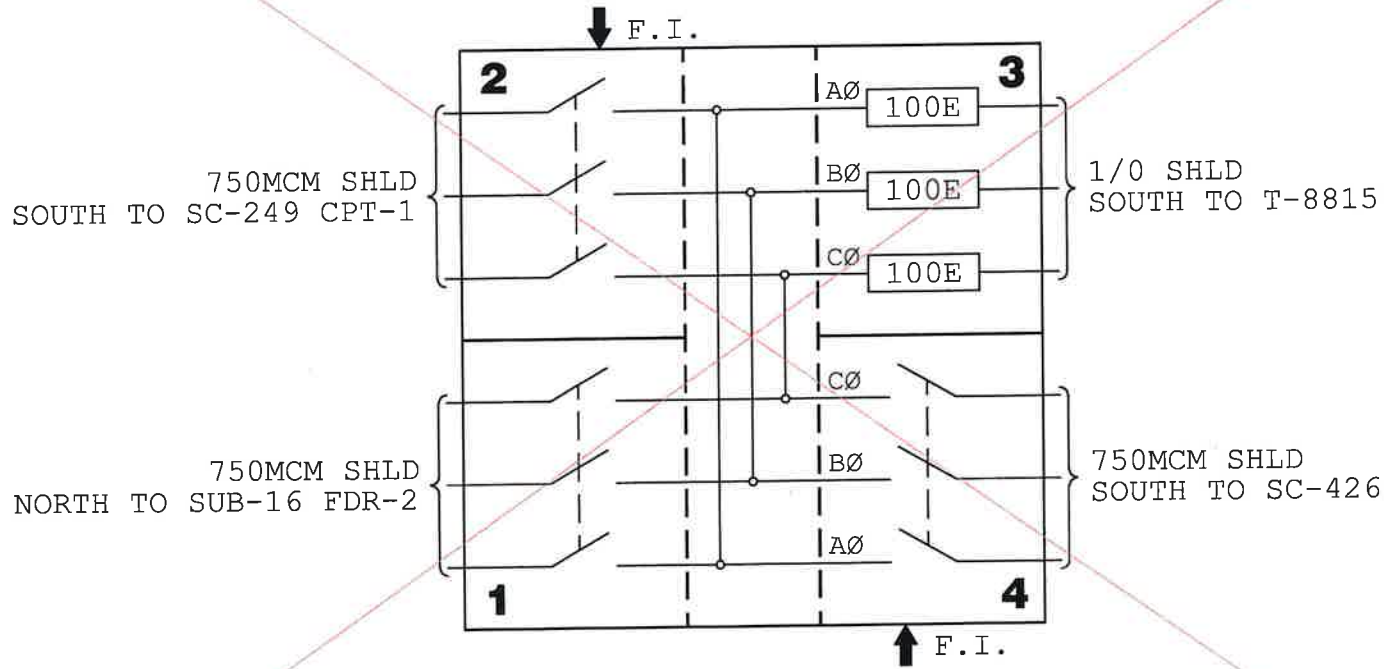 F.I.
2
3
AØ
100E
750MCM SHLD
SOUTH TO SC-249 CPT-1
BØ
100E
1/0 SHLD
SOUTH TO T-8815
CØ
100E
CØ
750MCM SHLD
NORTH TO SUB-16 FDR-2
BØ
750MCM SHLD
SOUTH TO SC-426
AØ
1
4
F.I.